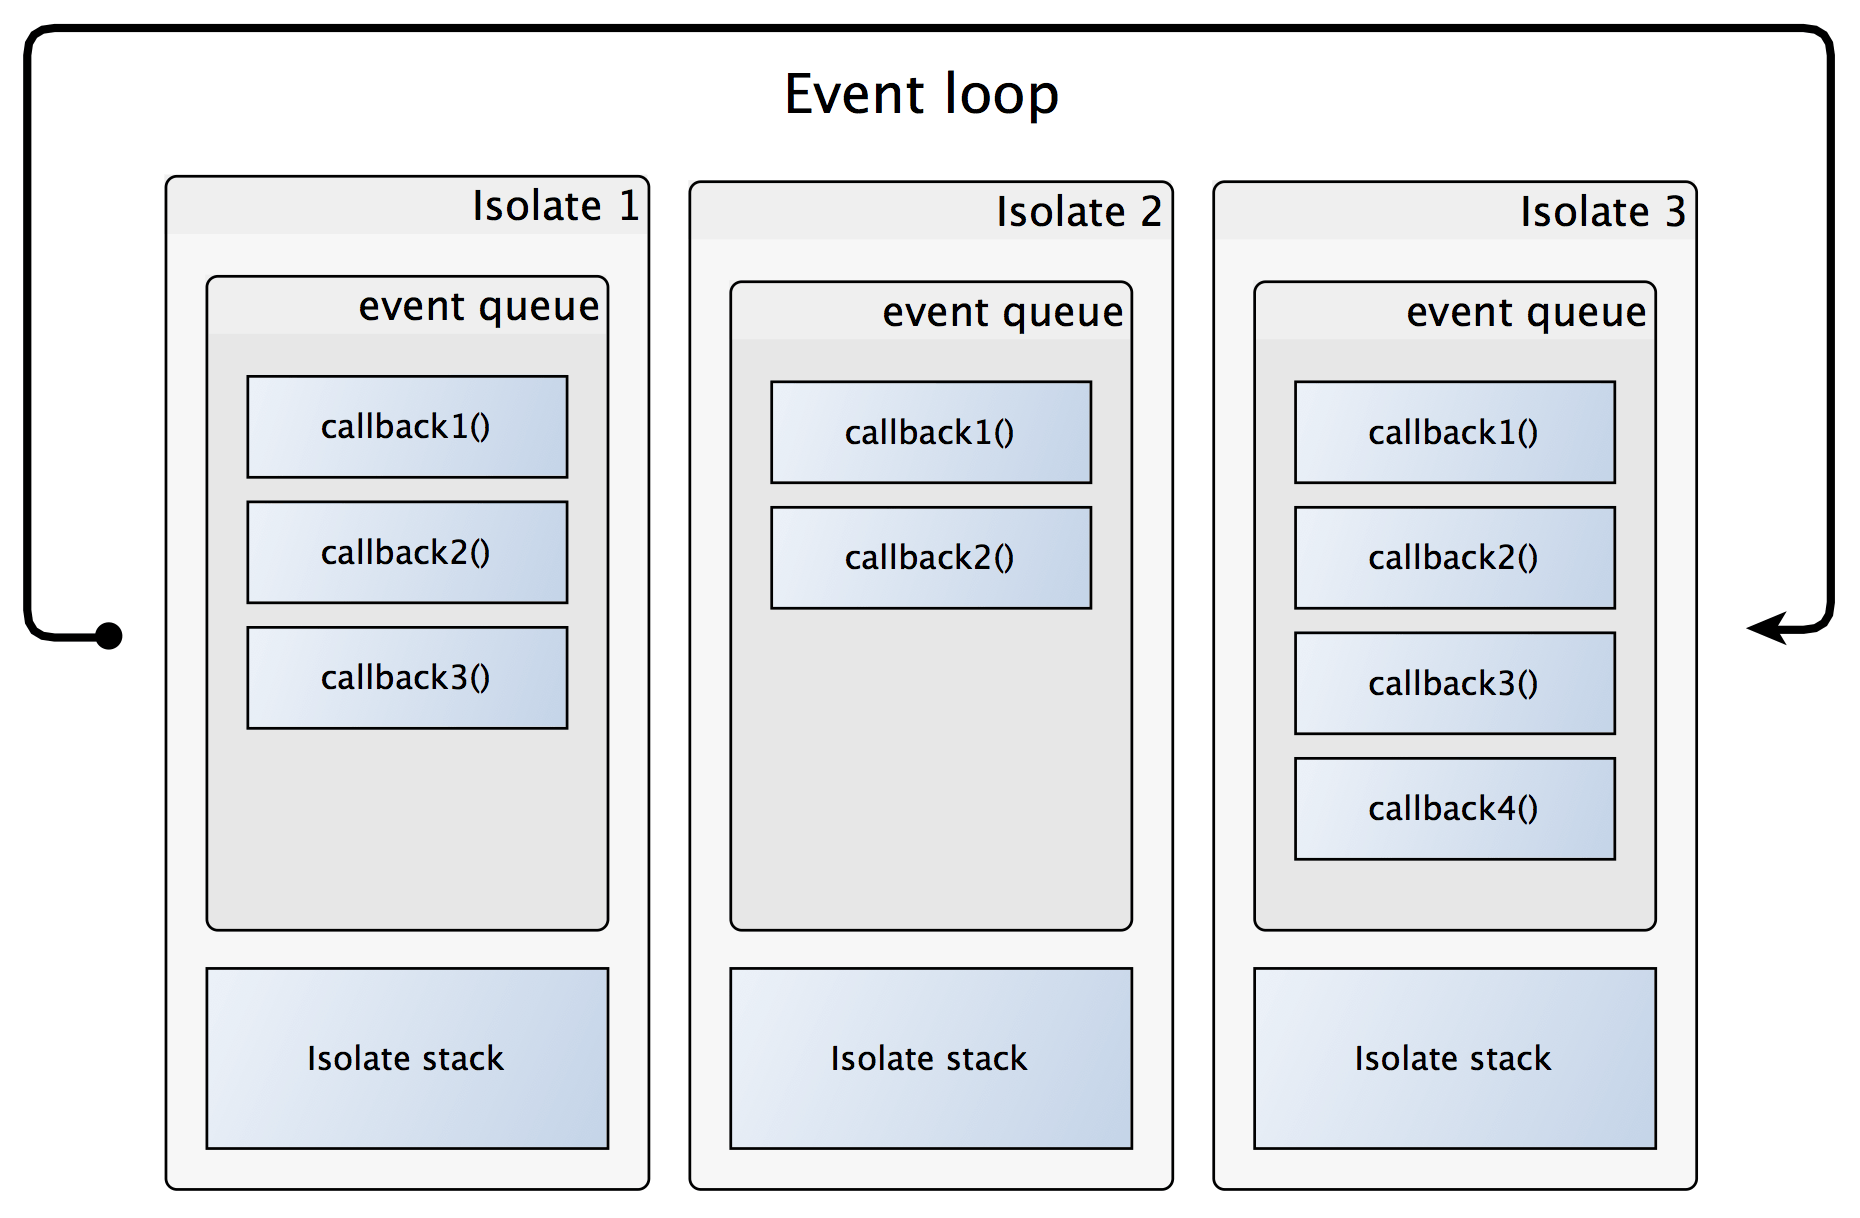 Event loop
Isolate 1
event queue
callback1()
callback2()
callback3()
Isolate stack
Isolate 2
event queue
callback1()
callback2()
Isolate stack
Isolate 3
event queue
callback1()
callback2()
callback3()
callback4()
Isolate stack